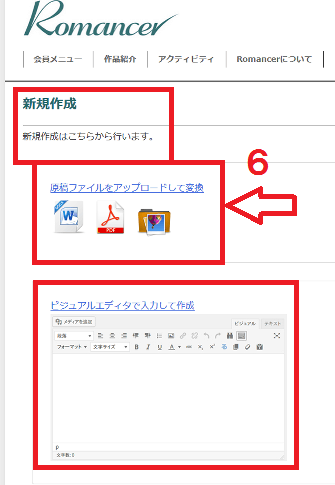 Romancer
会員メニュー 作品紹介 アクティビティ Romancerについて
新規作成
新規作成はこちらから行います。
6
原稿ファイルをアップロードして変換
W
PDF
ビジュアルエディタで入力して作成
メディアを追加 ビジュアル テキスト
段落
フォーマット 文字サイズ B I U A
p
文字数: 0